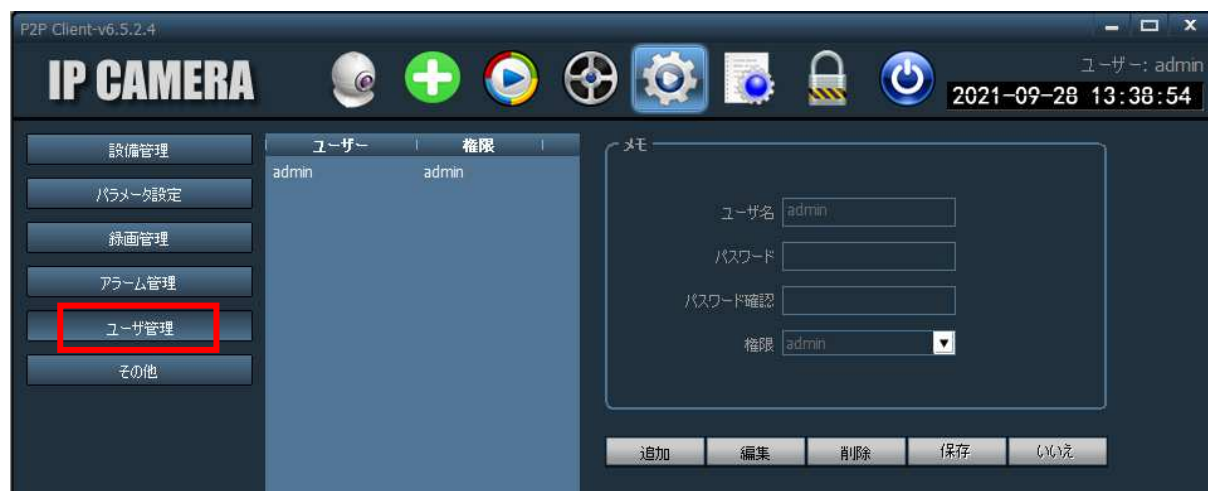 P2P Client-v6.5.2.4
IP CAMERA
ユーザー: admin
2021-09-28 13:38:54
設備管理
パラメータ設定
録画管理
アラーム管理
ユーザ管理
その他
ユーザー 権限
admin admin
メモ
ユーザ名 admin
パスワード
パスワード確認
権限 admin
追加 編集 削除 保存 いいえ